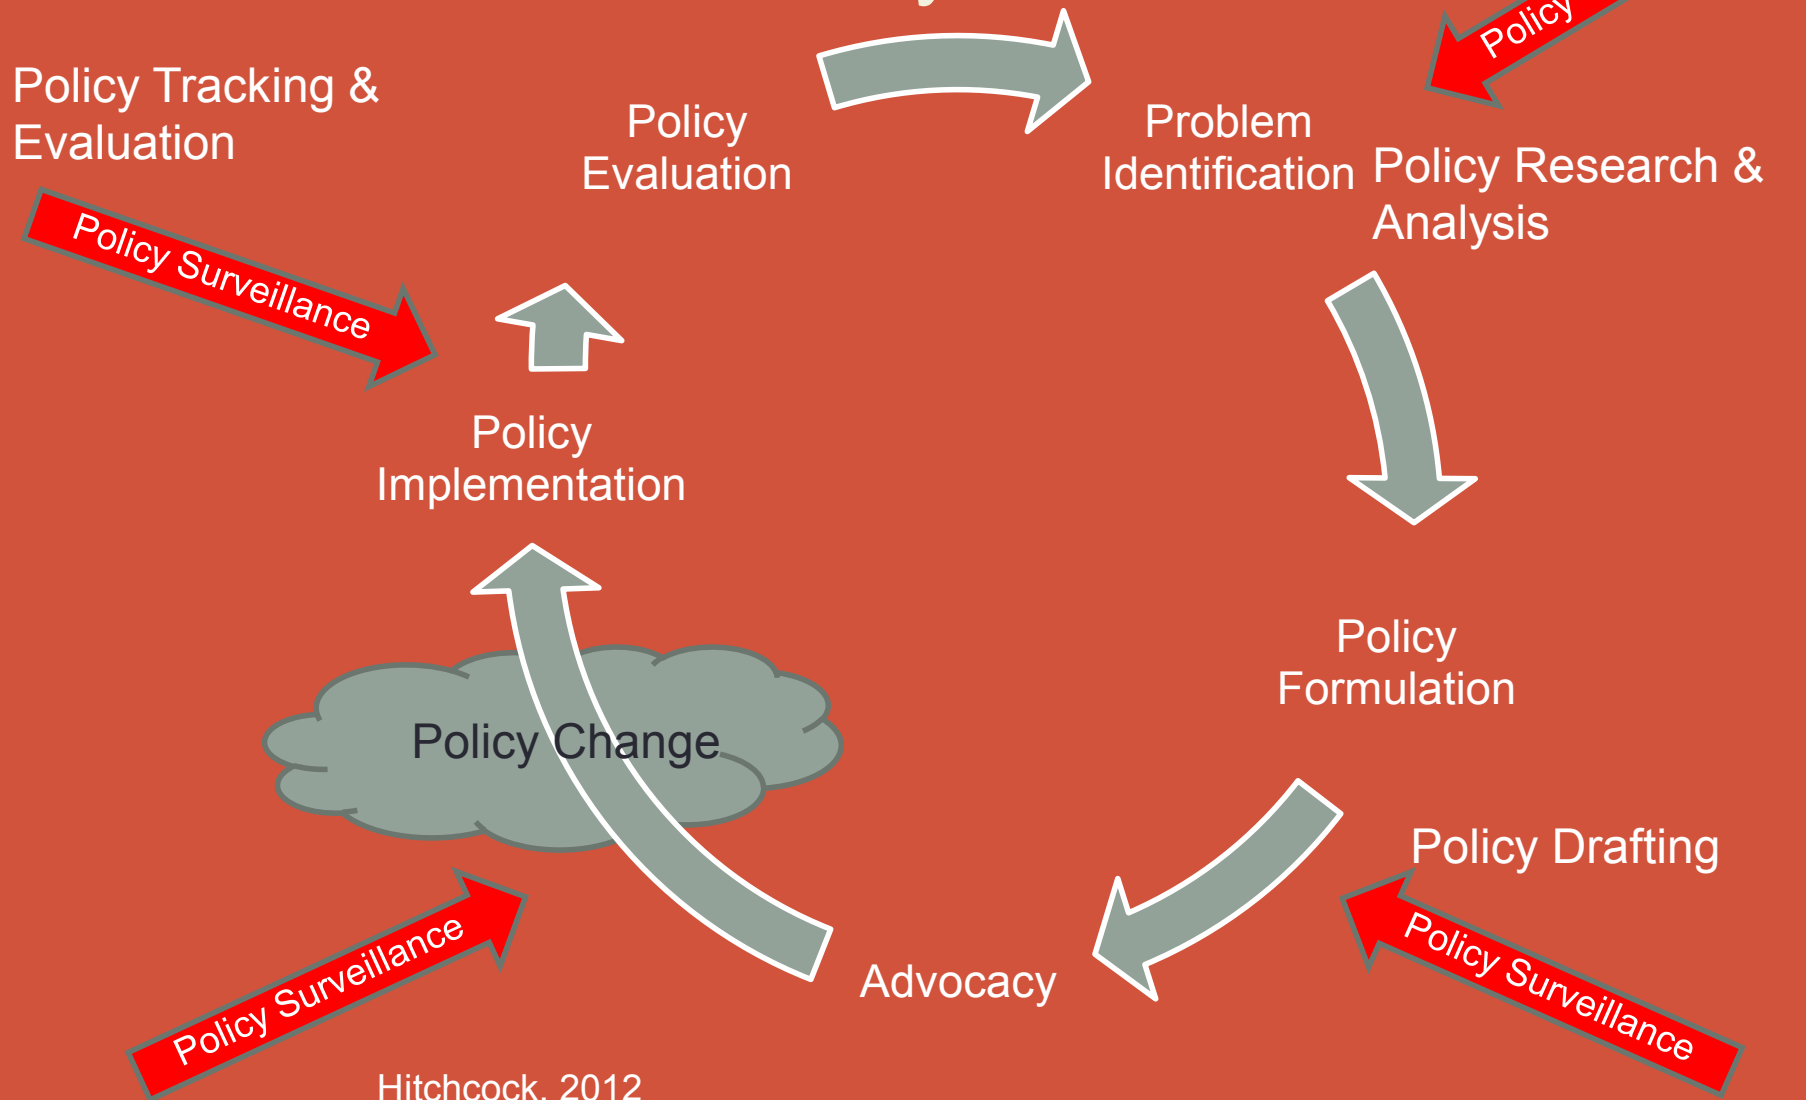 Policy
Policy Tracking &
Evaluation
Policy
Evaluation
Problem
Identification
Policy Research &
Analysis
Policy Surveillance
Policy
Implementation
Policy
Formulation
Policy Change
Policy Drafting
Policy Surveillance
Policy Surveillance
Advocacy
Hitchcock, 2012